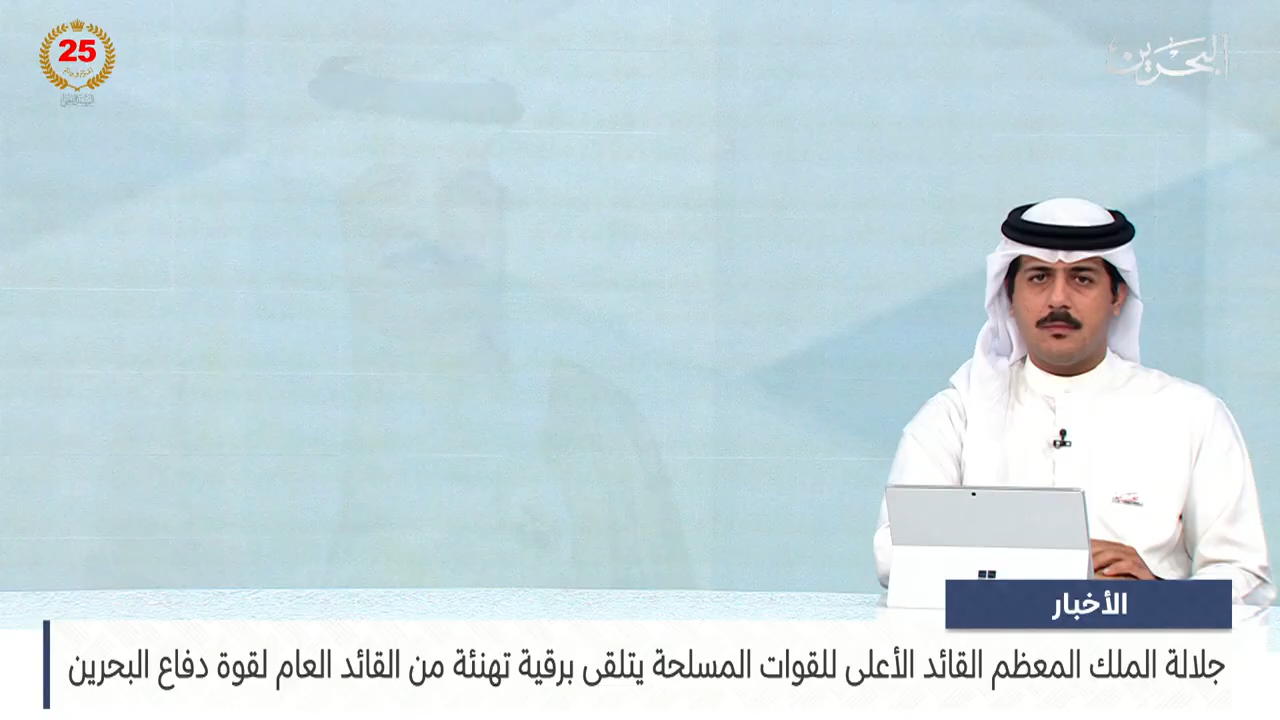 25
البحرين
الأخبار
جلالة الملك المعظم القائد الأعلى للقوات المسلحة يتلقى برقية تهنئة من القائد العام لقوة دفاع البحرين